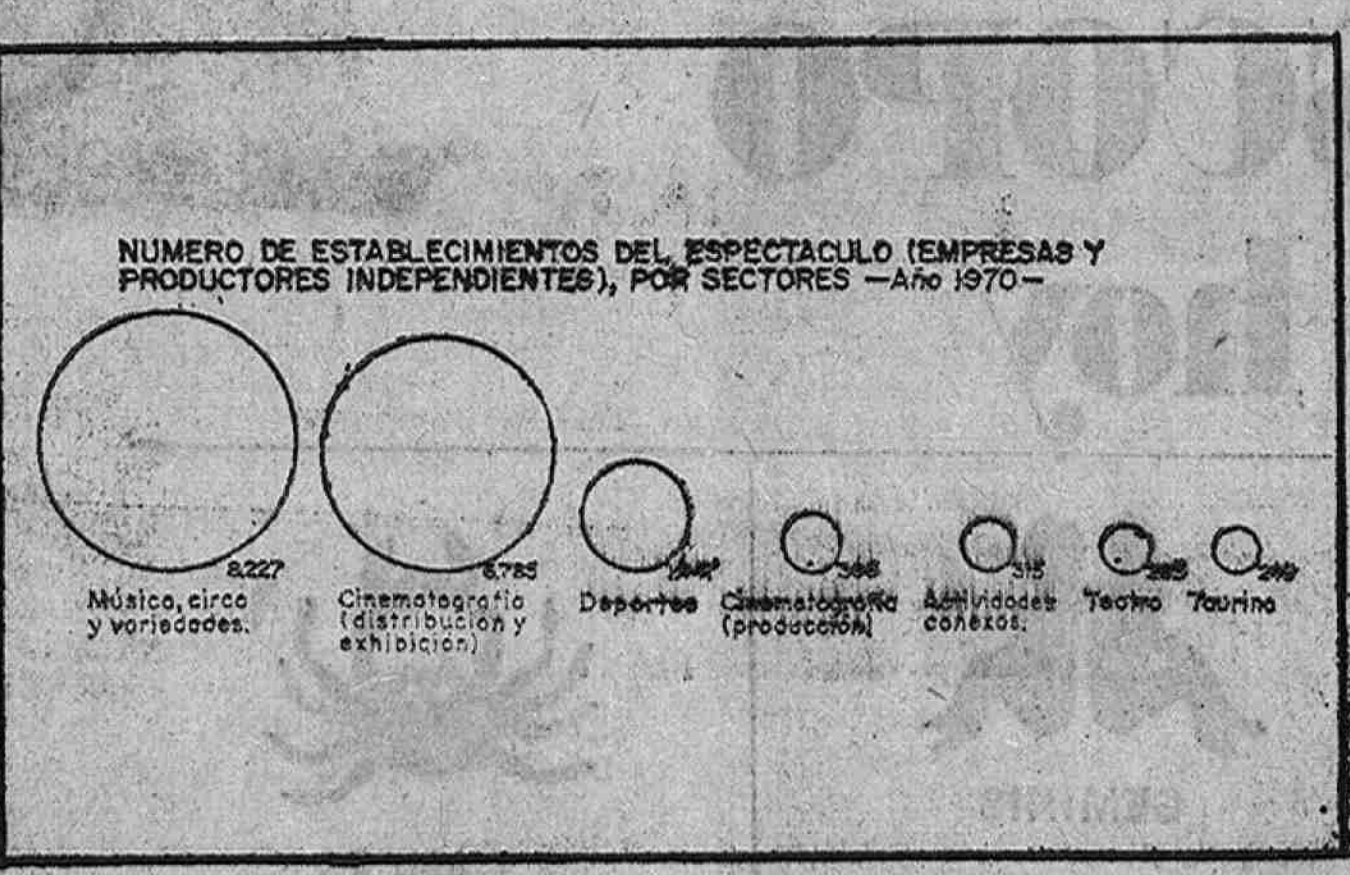 NUMERO DE ESTABLECIMIENTOS DEL ESPECTACULO (EMPRESAS Y
PRODUCTORES INDEPENDIENTES), POR SECTORES —Año 1970—
8.227
6.785
315
Música, circo
y variedades.
Cinematografía
(distribución y
exhibición)
Deportes
Cinematografía
(producción)
Actividades
conexas.
Teatro
Taurino